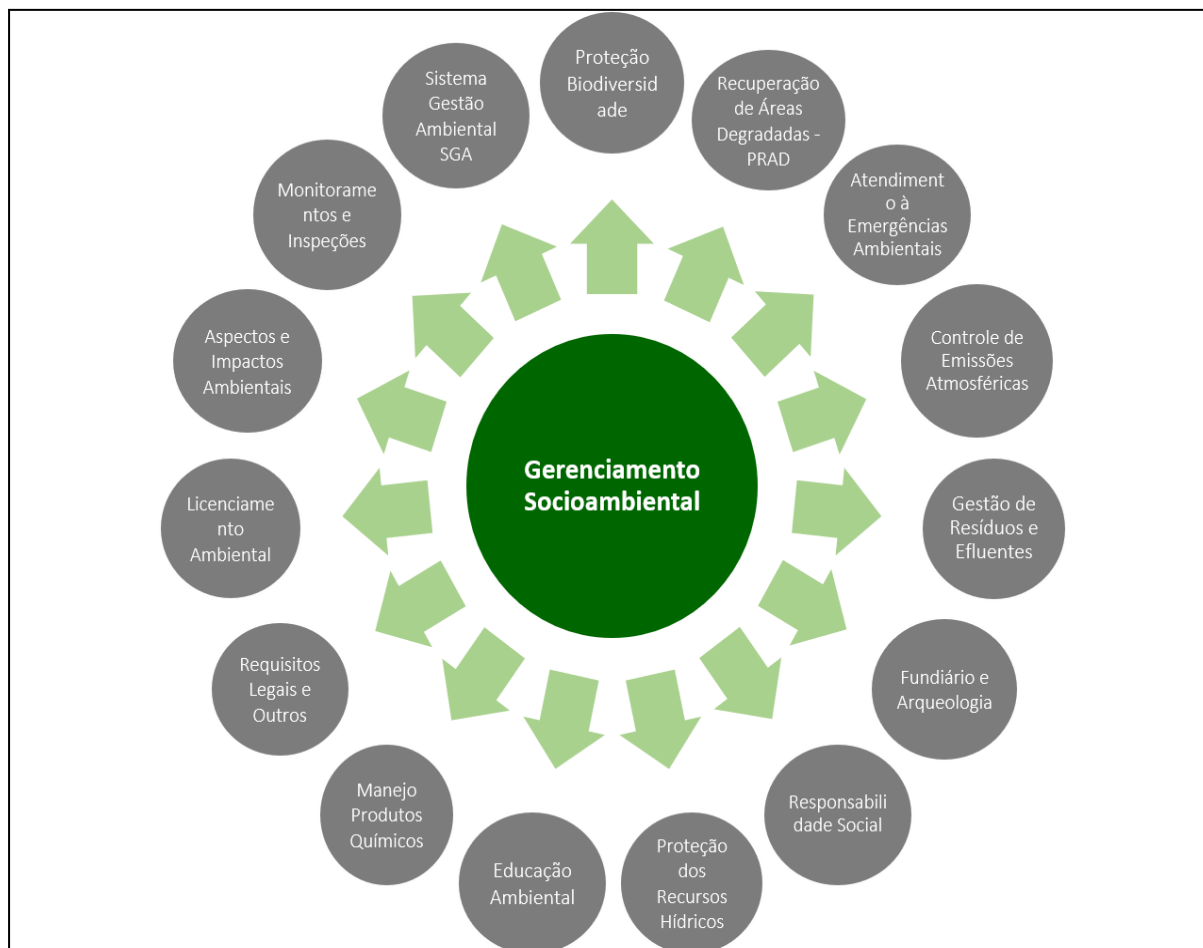 Proteção
Biodiversid
ade
Recuperação
de Áreas
Degradadas -
PRAD
Atendiment
o à
Emergências
Ambientais
Controle de
Emissões
Atmosféricas
Gestão de
Resíduos e
Efluentes
Fundiário e
Arqueologia
Responsabili
dade Social
Proteção
dos
Recursos
Hídricos
Educação
Ambiental
Manejo
Produtos
Químicos
Requisitos
Legais e
Outros
Licenciame
nto
Ambiental
Aspectos e
Impactos
Ambientais
Monitorame
ntos e
Inspeções
Sistema
Gestão
Ambiental
SGA
Gerenciamento
Socioambiental